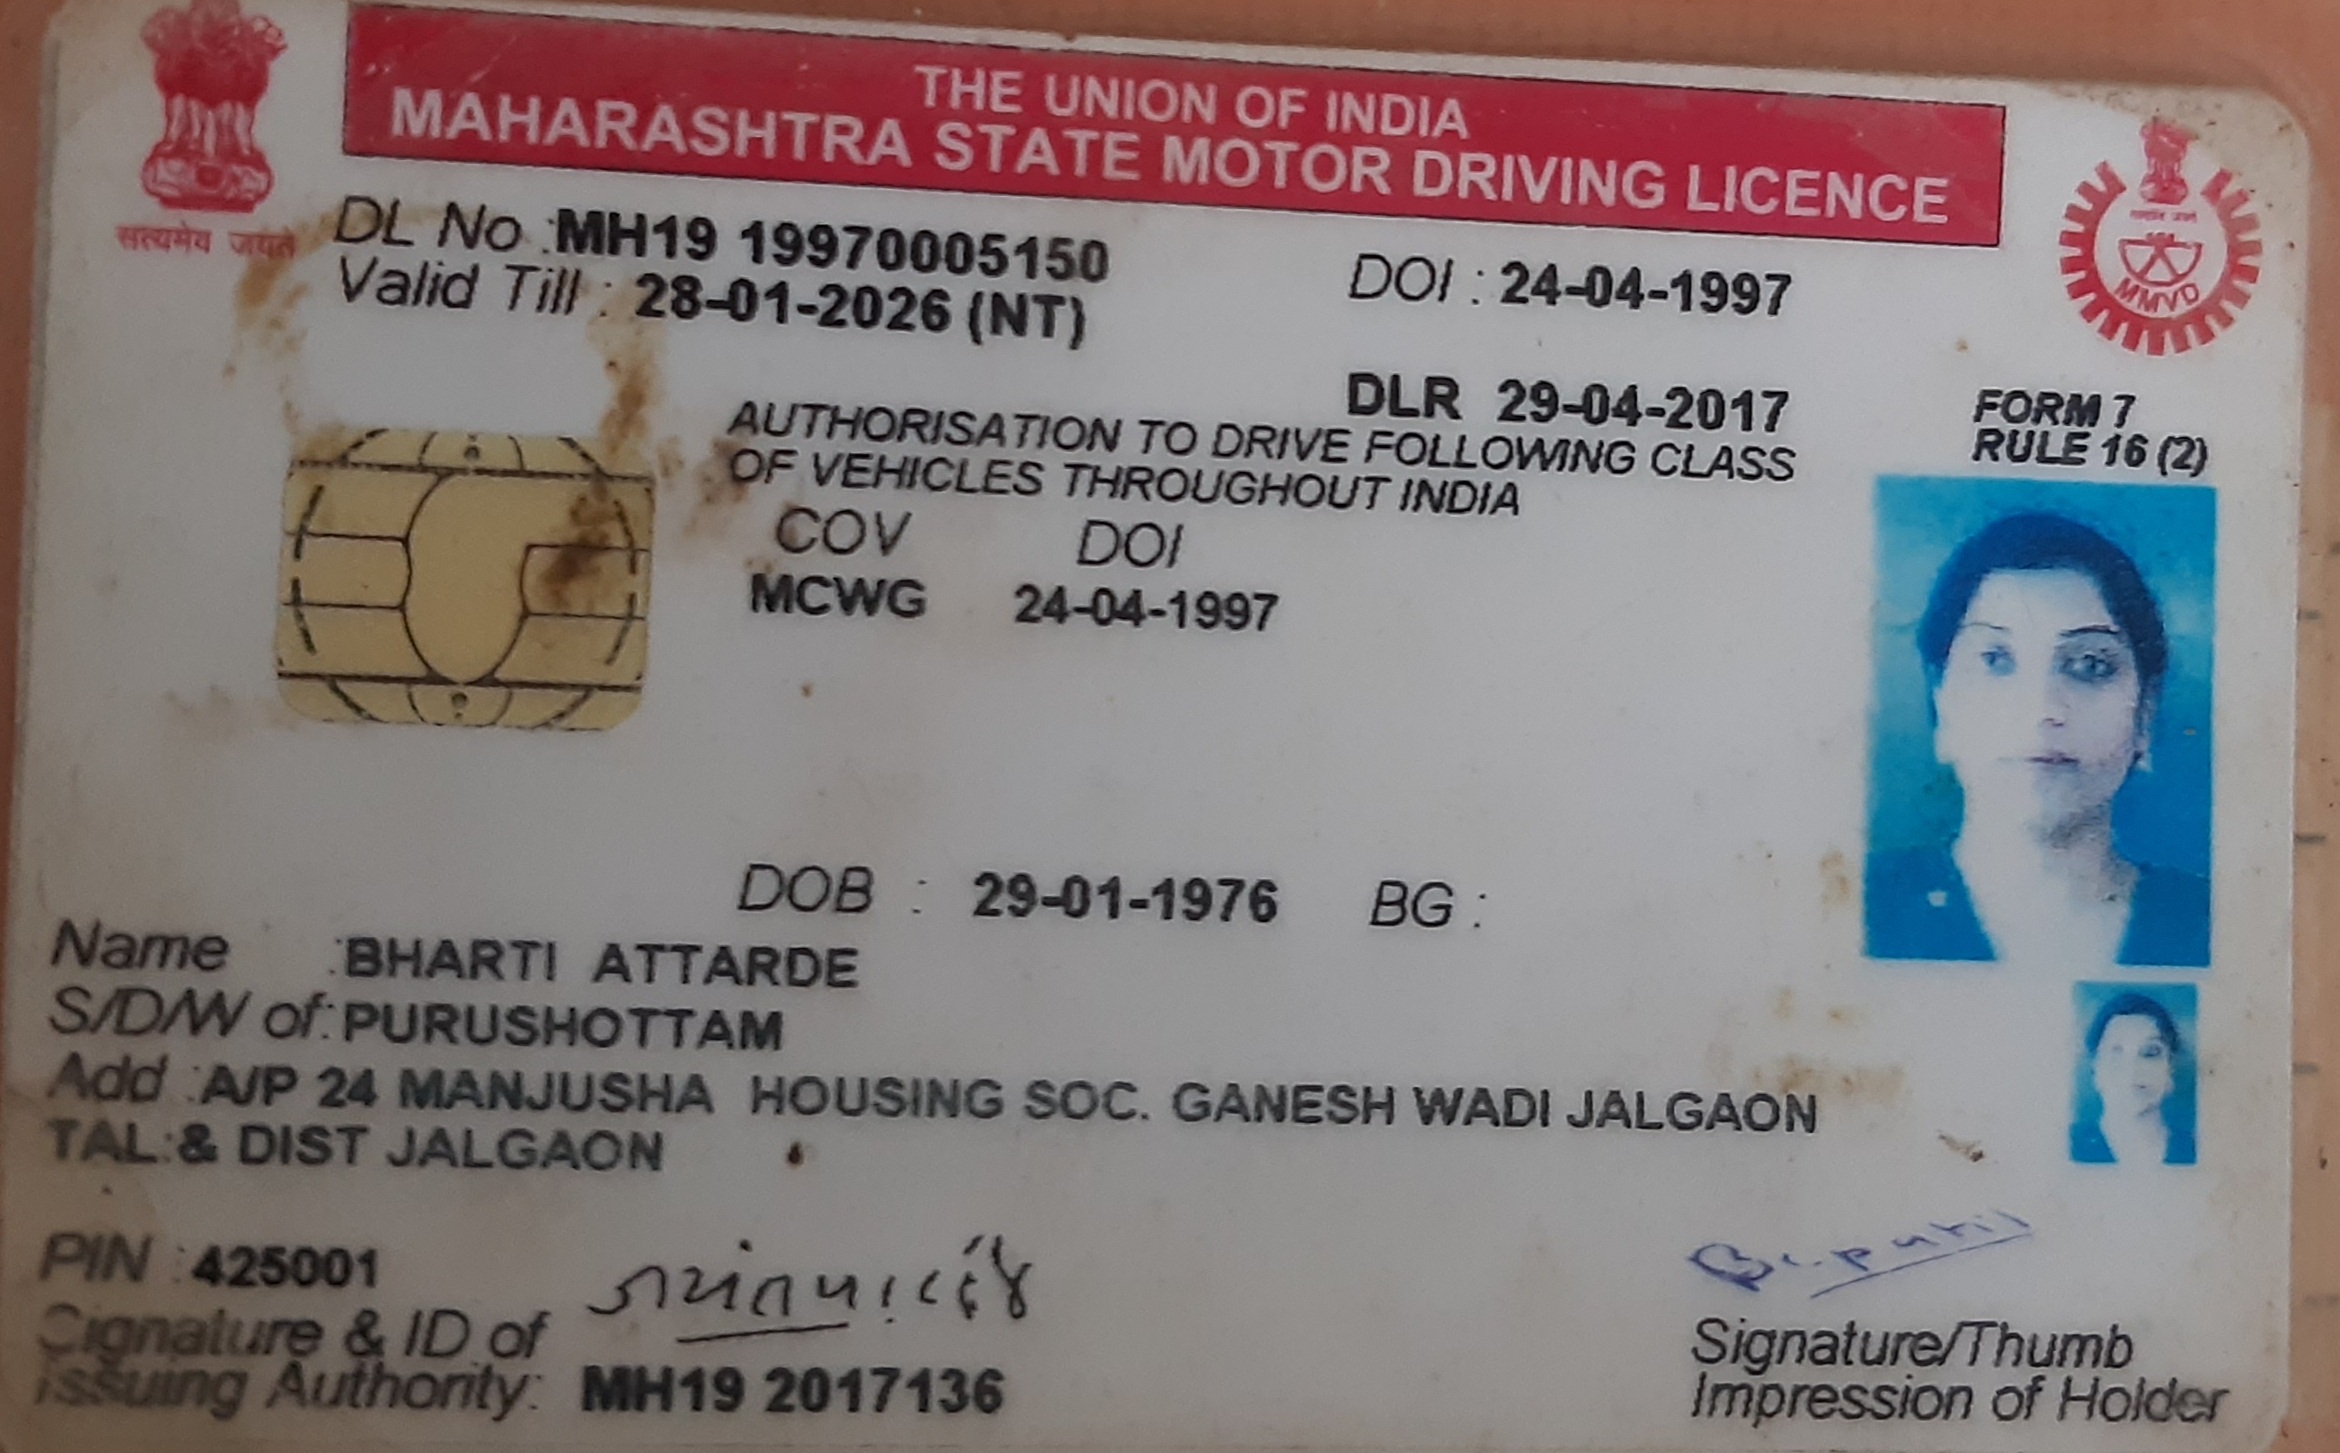 THE UNION OF INDIA
MAHARASHTRA STATE MOTOR DRIVING LICENCE
सत्यमेव जयते
MMVD
DL No :MH19 19970005150
DOI : 24-04-1997
Valid Till : 28-01-2026 (NT)
DLR 29-04-2017
FORM 7
RULE 16 (2)
AUTHORISATION TO DRIVE FOLLOWING CLASS
OF VEHICLES THROUGHOUT INDIA
COV DOI
MCWG 24-04-1997
DOB : 29-01-1976 BG :
Name :BHARTI ATTARDE
S/D/W of:PURUSHOTTAM
Add :A/P 24 MANJUSHA HOUSING SOC. GANESH WADI JALGAON
TAL:& DIST JALGAON
PIN :425001
Signature & ID of
Issuing Authority: MH19 2017136
Signature/Thumb
Impression of Holder